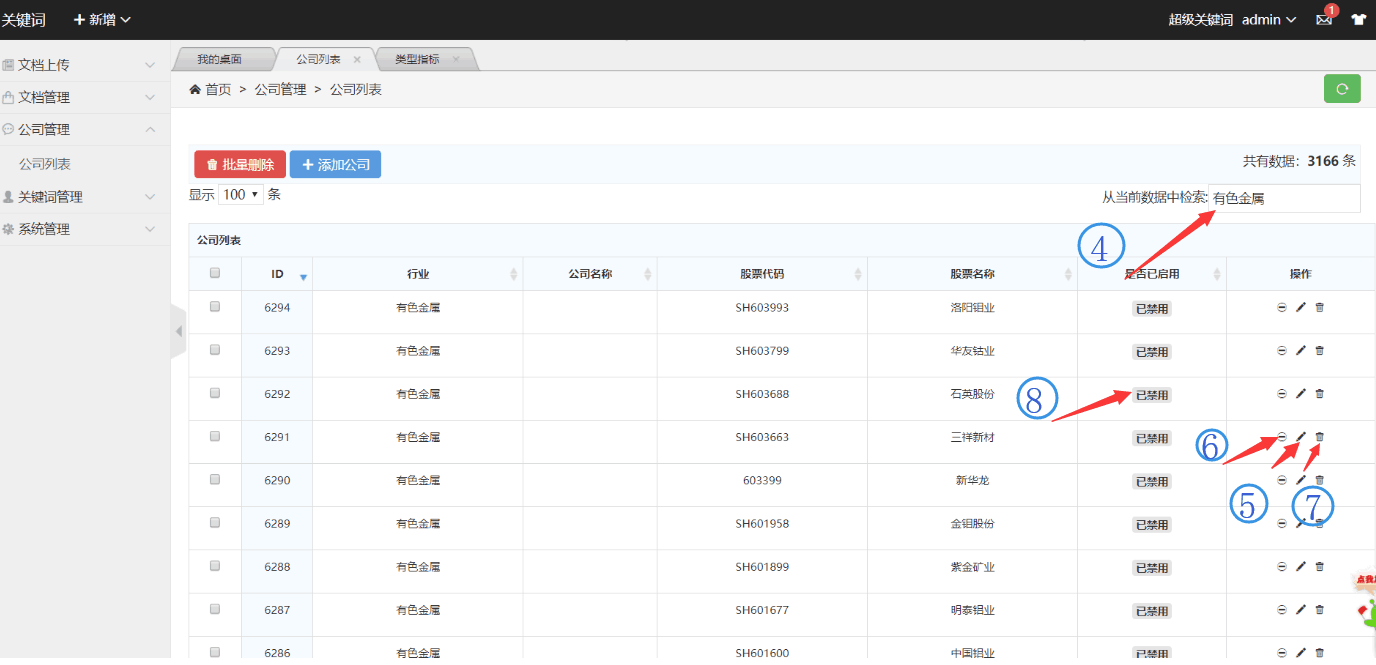 关键词 新增 超级关键词 admin 1
文档上传
文档管理
公司管理
公司列表
关键词管理
系统管理
我的桌面 公司列表 × 类型指标 ×
首页 > 公司管理 > 公司列表
批量删除 添加公司 共有数据：3166 条
显示 100 条 从当前数据中检索: 有色金属
公司列表
ID 行业 公司名称 股票代码 股票名称 是否已启用 操作
6294 有色金属 SH603993 洛阳钼业 已禁用
6293 有色金属 SH603799 华友钴业 已禁用
6292 有色金属 SH603688 石英股份 已禁用
6291 有色金属 SH603663 三祥新材 已禁用
6290 有色金属 603399 新华龙 已禁用
6289 有色金属 SH601958 金钼股份 已禁用
6288 有色金属 SH601899 紫金矿业 已禁用
6287 有色金属 SH601677 明泰铝业 已禁用
6286 有色金属 SH601600 中国铝业 已禁用
④
⑧
⑥
⑤
⑦
点我